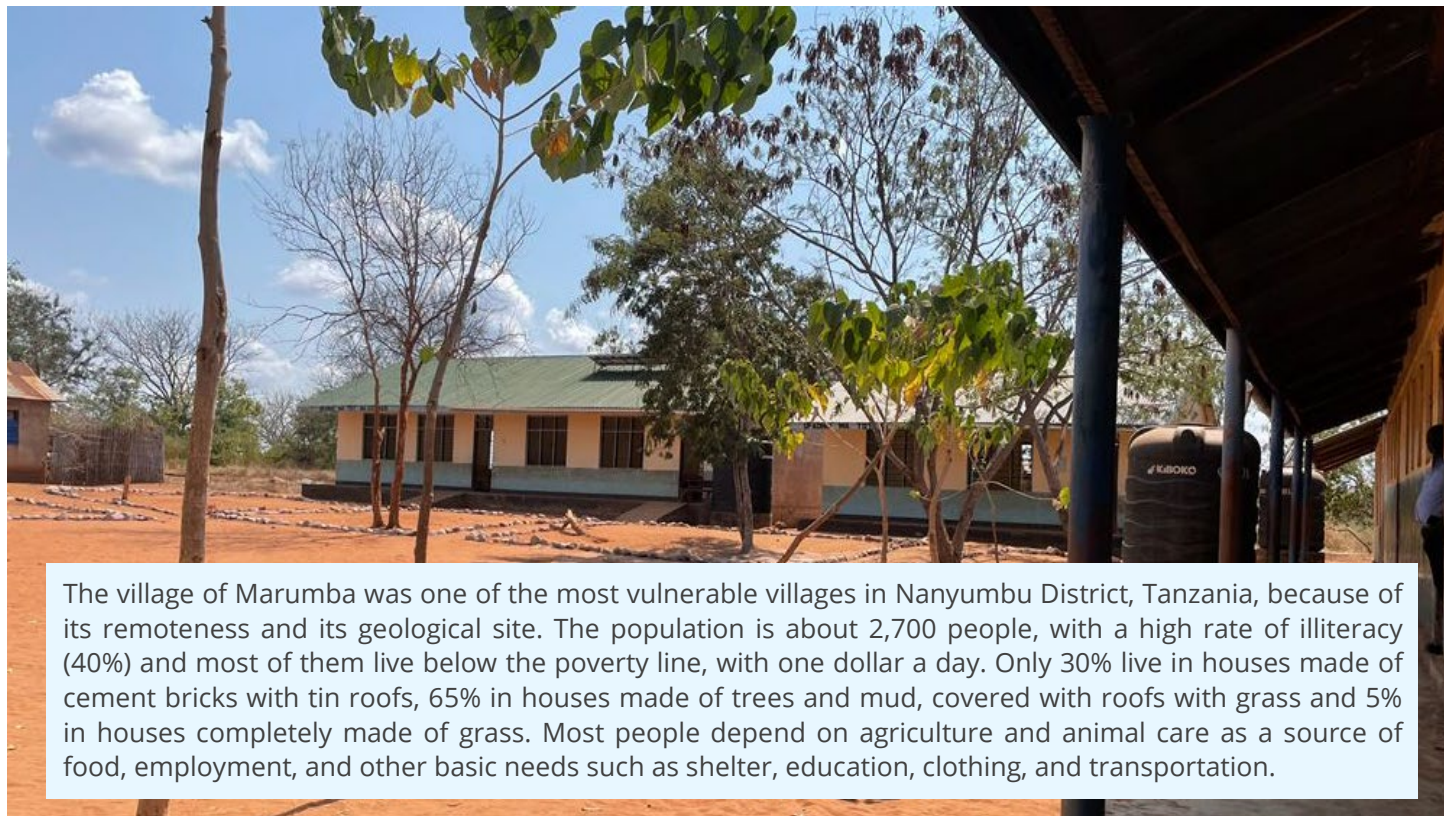 KIBOKO
The village of Marumba was one of the most vulnerable villages in Nanyumbu District, Tanzania, because of
its remoteness and its geological site. The population is about 2,700 people, with a high rate of illiteracy
(40%) and most of them live below the poverty line, with one dollar a day. Only 30% live in houses made of
cement bricks with tin roofs, 65% in houses made of trees and mud, covered with roofs with grass and 5%
in houses completely made of grass. Most people depend on agriculture and animal care as a source of
food, employment, and other basic needs such as shelter, education, clothing, and transportation.